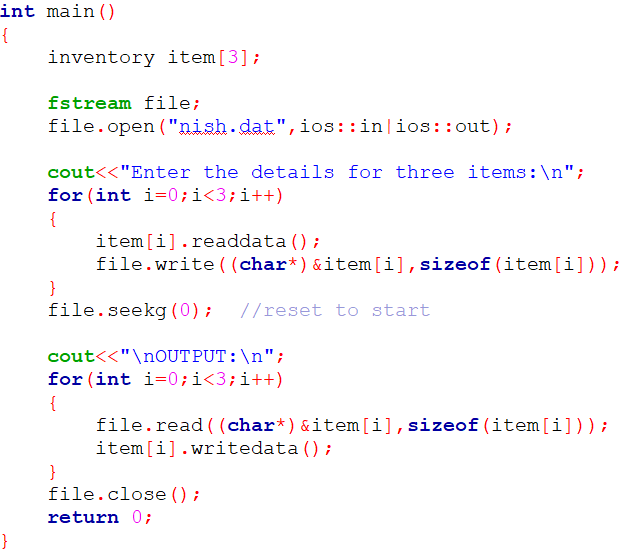 int main()
{
    inventory item[3];

    fstream file;
    file.open("nish.dat",ios::in|ios::out);

    cout<<"Enter the details for three items:\n";
    for(int i=0;i<3;i++)
    {
        item[i].readdata();
        file.write((char*)&item[i],sizeof(item[i]));
    }
    file.seekg(0);  //reset to start

    cout<<"\nOUTPUT:\n";
    for(int i=0;i<3;i++)
    {
        file.read((char*)&item[i],sizeof(item[i]));
        item[i].writedata();
    }
    file.close();
    return 0;
}